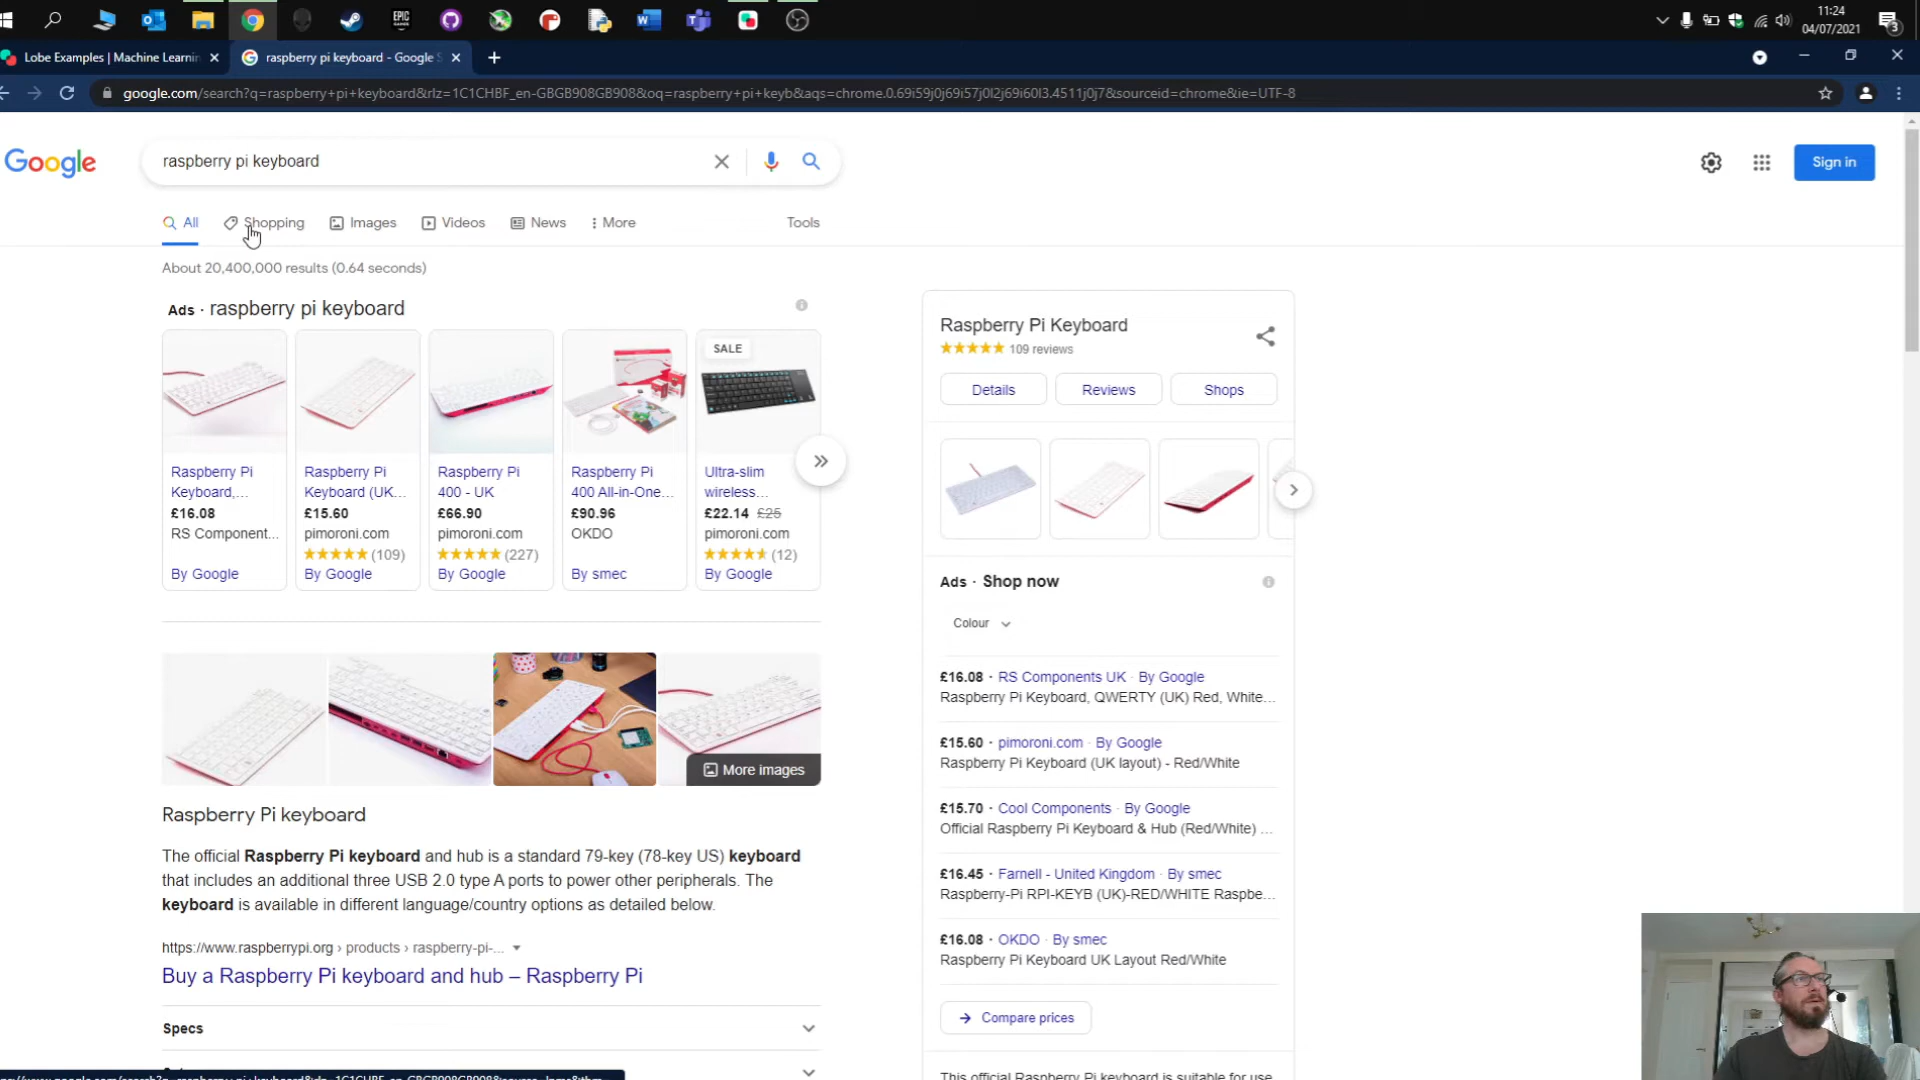 11:24
04/07/2021
3
EPIC GAMES
Lobe Examples | Machine Learnin
raspberry pi keyboard - Google S
google.com/search?q=raspberry+pi+keyboard&rlz=1C1CHBF_en-GBGB908GB908&oq=raspberry+pi+keyb&aqs=chrome.0.69i59j0j69i57j0l2j69i60l3.4511j0j7&sourceid=chrome&ie=UTF-8
Google
raspberry pi keyboard
Sign in
All
Shopping
Images
Videos
News
More
Tools
About 20,400,000 results (0.64 seconds)
Ads · raspberry pi keyboard
Raspberry Pi
Keyboard,...
£16.08
RS Component...
By Google
Raspberry Pi
Keyboard (UK...
£15.60
pimoroni.com
(109)
By Google
Raspberry Pi
400 - UK
£66.90
pimoroni.com
(227)
By Google
Raspberry Pi
400 All-in-One...
£90.96
OKDO
By smec
SALE
Ultra-slim
wireless...
£22.14 £25
pimoroni.com
(12)
By Google
More images
Raspberry Pi keyboard
The official Raspberry Pi keyboard and hub is a standard 79-key (78-key US) keyboard
that includes an additional three USB 2.0 type A ports to power other peripherals. The
keyboard is available in different language/country options as detailed below.
https://www.raspberrypi.org › products › raspberry-pi-...
Buy a Raspberry Pi keyboard and hub – Raspberry Pi
Specs
Raspberry Pi Keyboard
109 reviews
Details
Reviews
Shops
Ads · Shop now
Colour
£16.08 · RS Components UK · By Google
Raspberry Pi Keyboard, QWERTY (UK) Red, White...
£15.60 · pimoroni.com · By Google
Raspberry Pi Keyboard (UK layout) - Red/White
£15.70 · Cool Components · By Google
Official Raspberry Pi Keyboard & Hub (Red/White) ...
£16.45 · Farnell - United Kingdom · By smec
Raspberry-Pi RPI-KEYB (UK)-RED/WHITE Raspbe...
£16.08 · OKDO · By smec
Raspberry Pi Keyboard UK Layout Red/White
Compare prices
This official Raspberry Pi keyboard is suitable for use